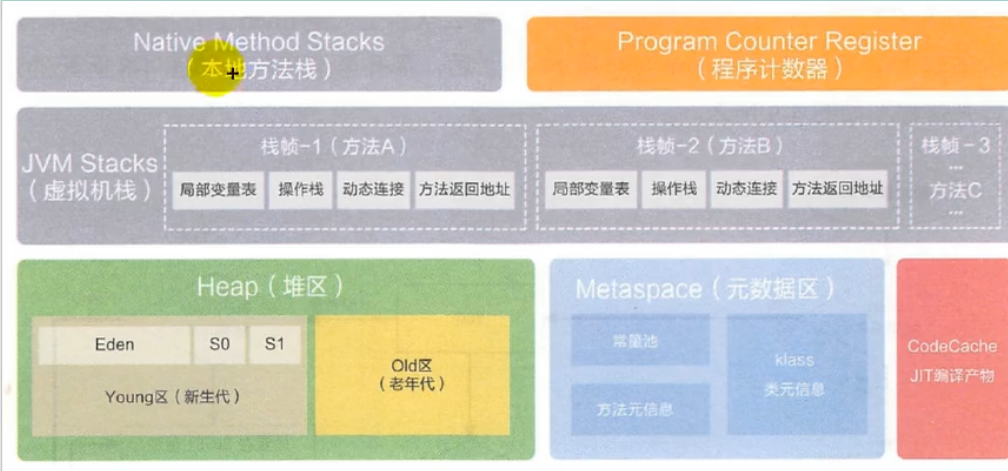 Native Method Stacks
（本地方法栈）
Program Counter Register
（程序计数器）
JVM Stacks
（虚拟机栈）
栈帧-1（方法A）
局部变量表
操作栈
动态连接
方法返回地址
栈帧-2（方法B）
局部变量表
操作栈
动态连接
方法返回地址
栈帧-3
...
方法C
...
Heap（堆区）
Eden
S0
S1
Young区（新生代）
Old区
（老年代）
Metaspace（元数据区）
常量池
方法元信息
klass
类元信息
CodeCache
JIT编译产物